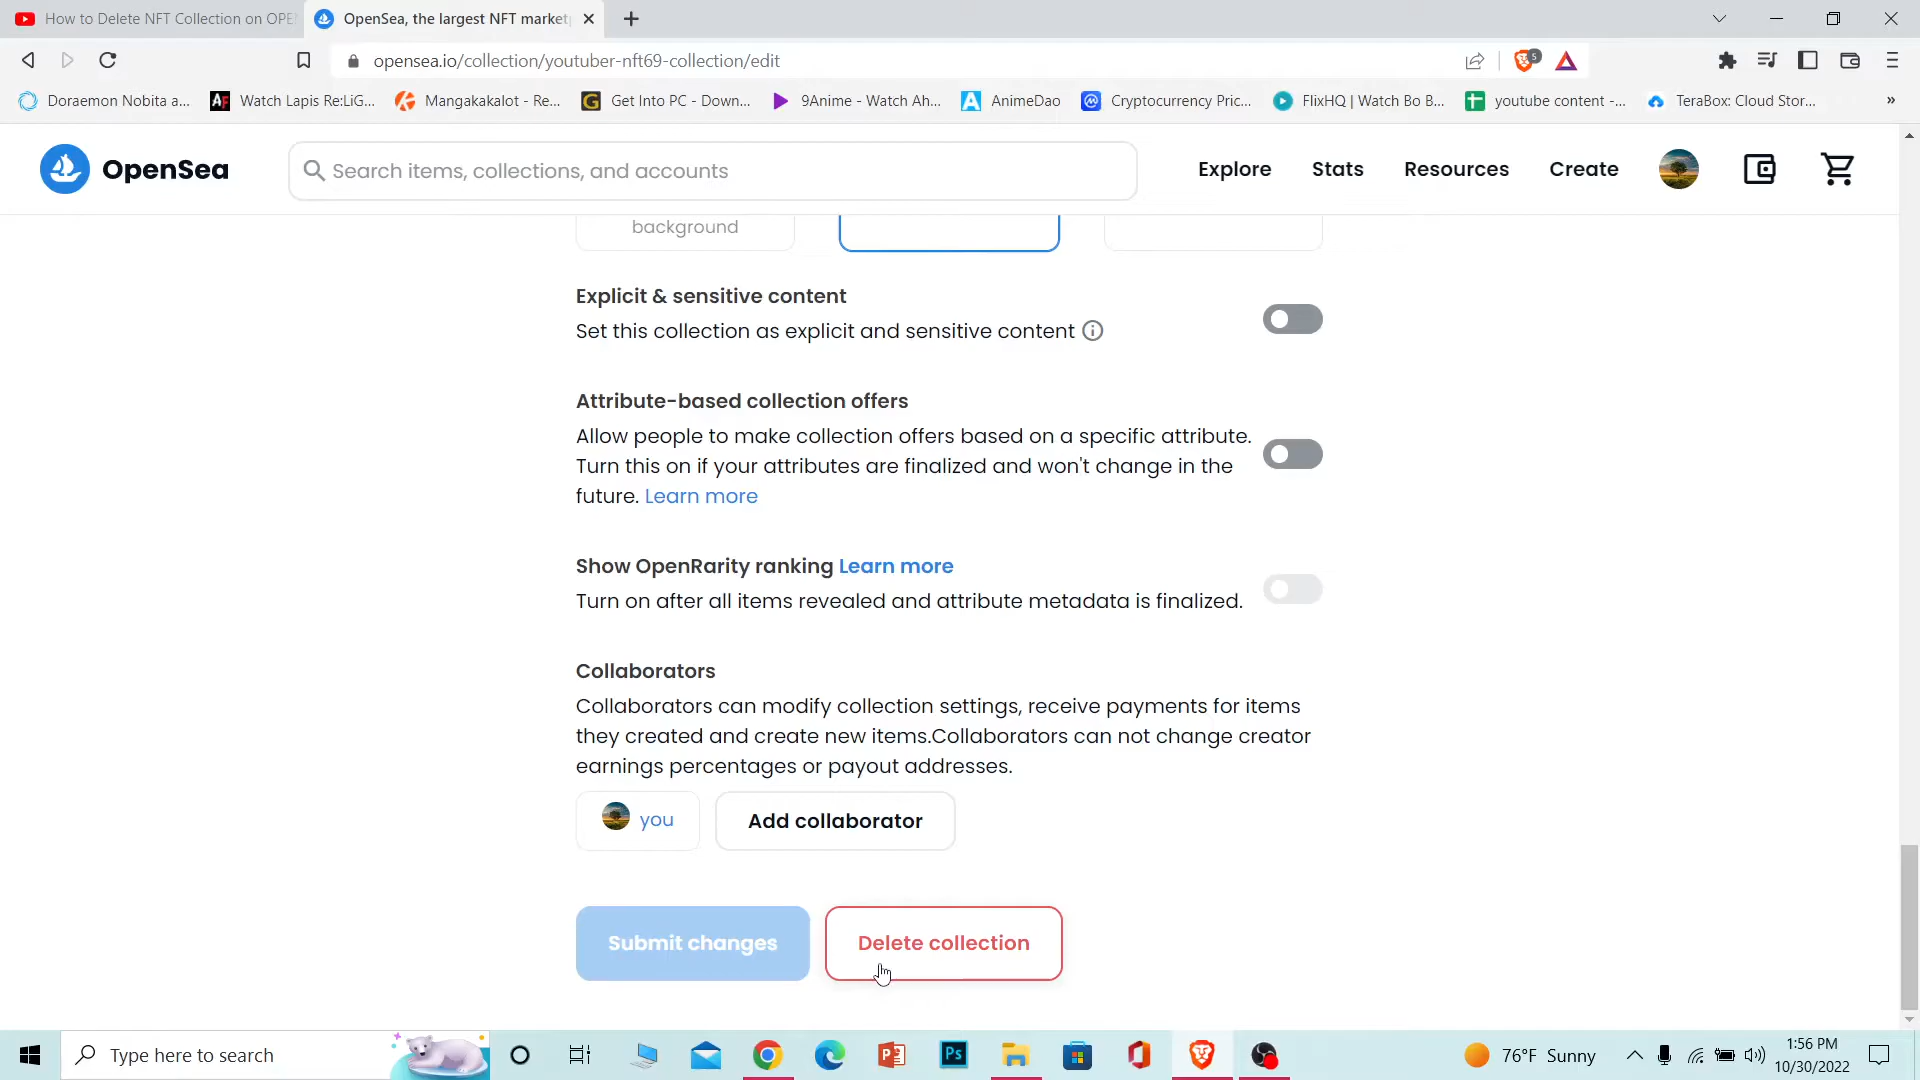 How to Delete NFT Collection on OPEN
OpenSea, the largest NFT market
opensea.io/collection/youtuber-nft69-collection/edit
5
Doraemon Nobita a...
AF Watch Lapis Re:LiG...
Mangakakalot - Re...
G Get Into PC - Down...
9Anime - Watch Ah...
A AnimeDao
Cryptocurrency Pric...
FlixHQ | Watch Bo B...
youtube content -...
TeraBox: Cloud Stor...
»
OpenSea
Search items, collections, and accounts
Explore
Stats
Resources
Create
background
Explicit & sensitive content
Set this collection as explicit and sensitive content
Attribute-based collection offers
Allow people to make collection offers based on a specific attribute.
Turn this on if your attributes are finalized and won't change in the
future. Learn more
Show OpenRarity ranking Learn more
Turn on after all items revealed and attribute metadata is finalized.
Collaborators
Collaborators can modify collection settings, receive payments for items
they created and create new items.Collaborators can not change creator
earnings percentages or payout addresses.
you
Add collaborator
Submit changes
Delete collection
Type here to search
Ps
76°F Sunny
1:56 PM
10/30/2022